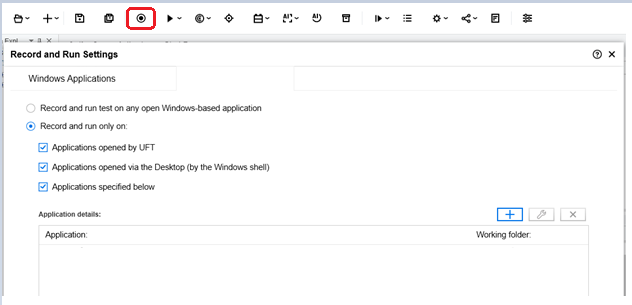 Record and Run Settings
Windows Applications
Record and run test on any open Windows-based application
Record and run only on:
Applications opened by UFT
Applications opened via the Desktop (by the Windows shell)
Applications specified below
Application details:
Application: Working folder: